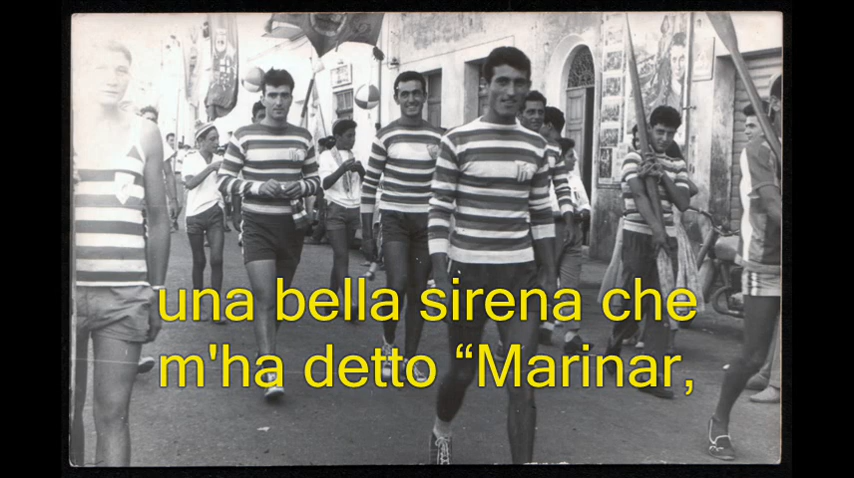 una bella sirena che
m'ha detto “Marinar,